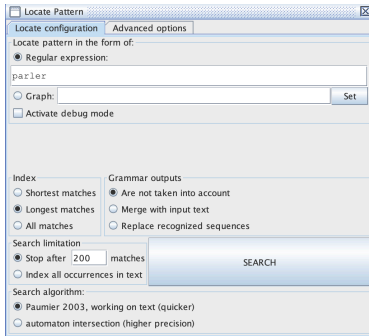 Locate Pattern
Locate configuration Advanced options
Locate pattern in the form of:
Regular expression:
parler
Graph: Set
Activate debug mode
Index Grammar outputs
Shortest matches Are not taken into account
Longest matches Merge with input text
All matches Replace recognized sequences
Search limitation
Stop after 200 matches SEARCH
Index all occurrences in text
Search algorithm:
Paumier 2003, working on text (quicker)
automaton intersection (higher precision)